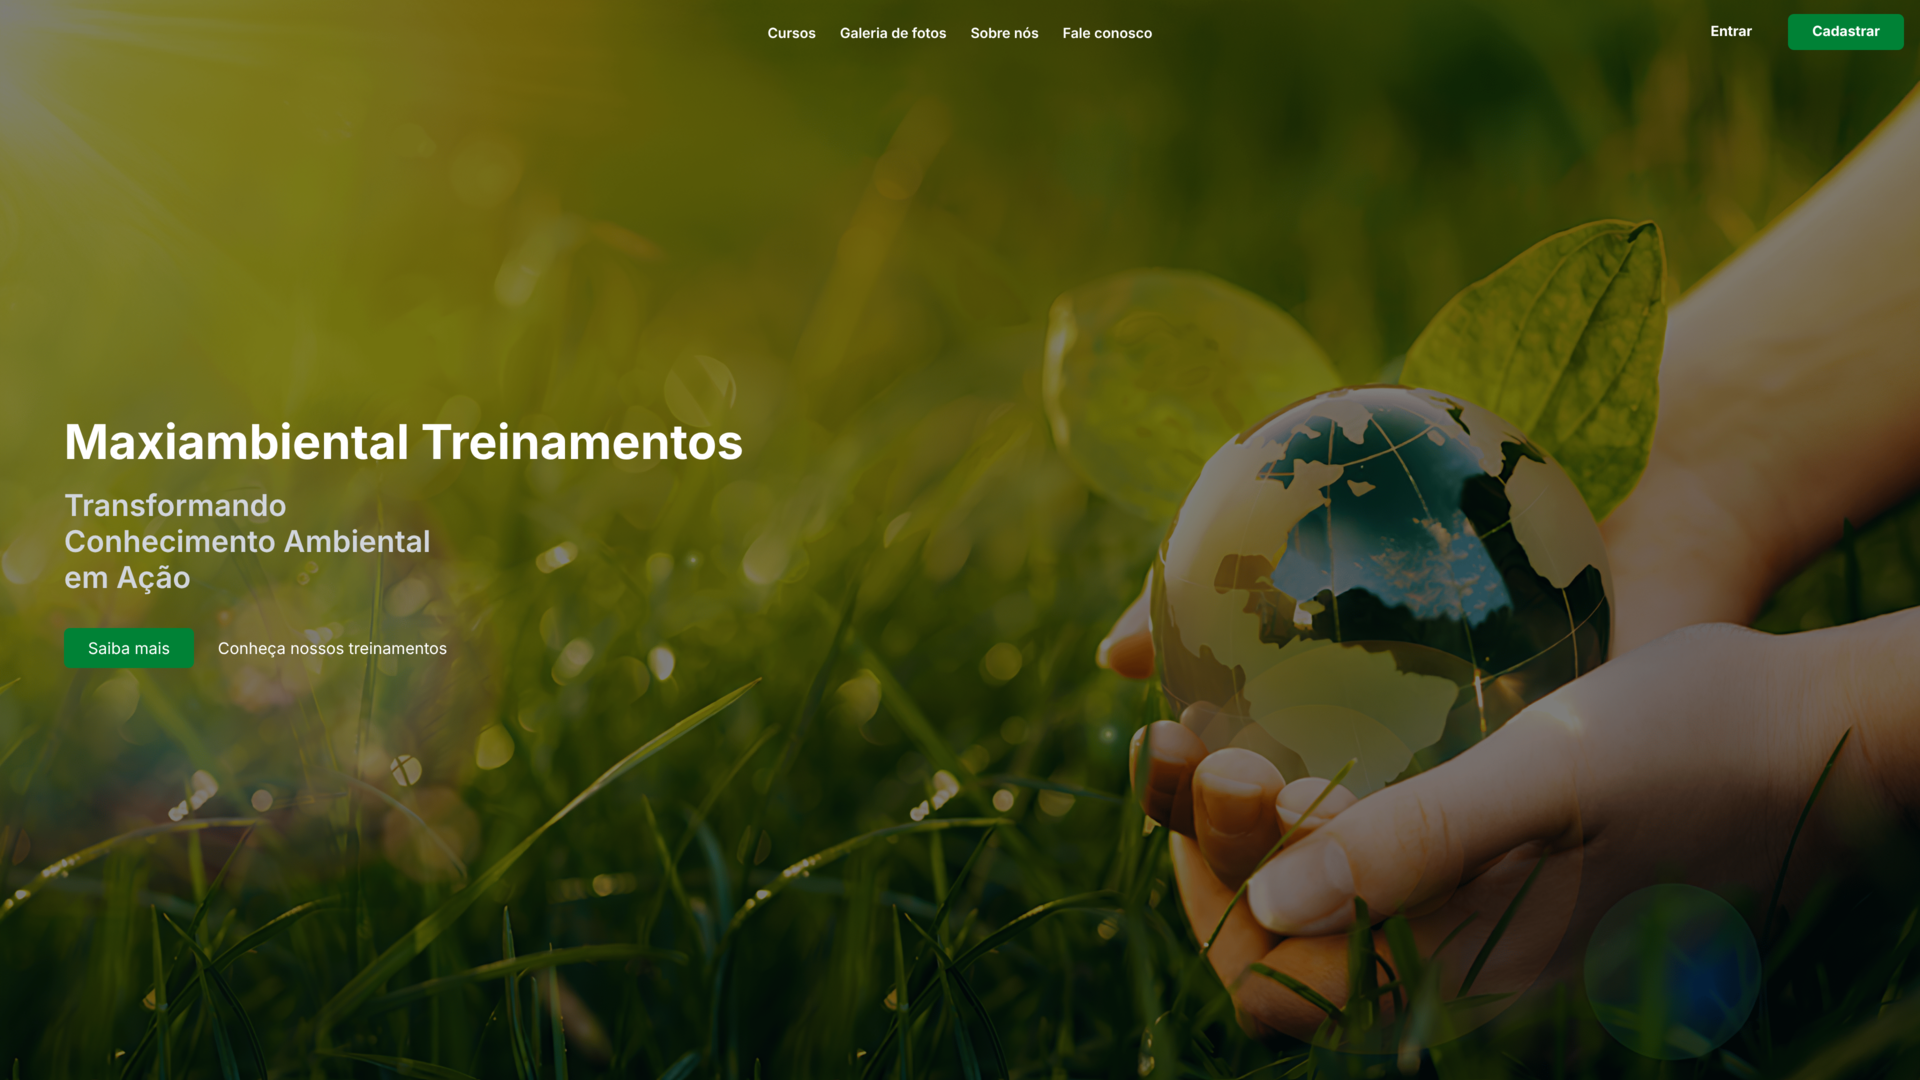 Cursos Galeria de fotos Sobre nós Fale conosco Entrar Cadastrar
Maxiambiental Treinamentos
Transformando
Conhecimento Ambiental
em Ação
Saiba mais Conheça nossos treinamentos